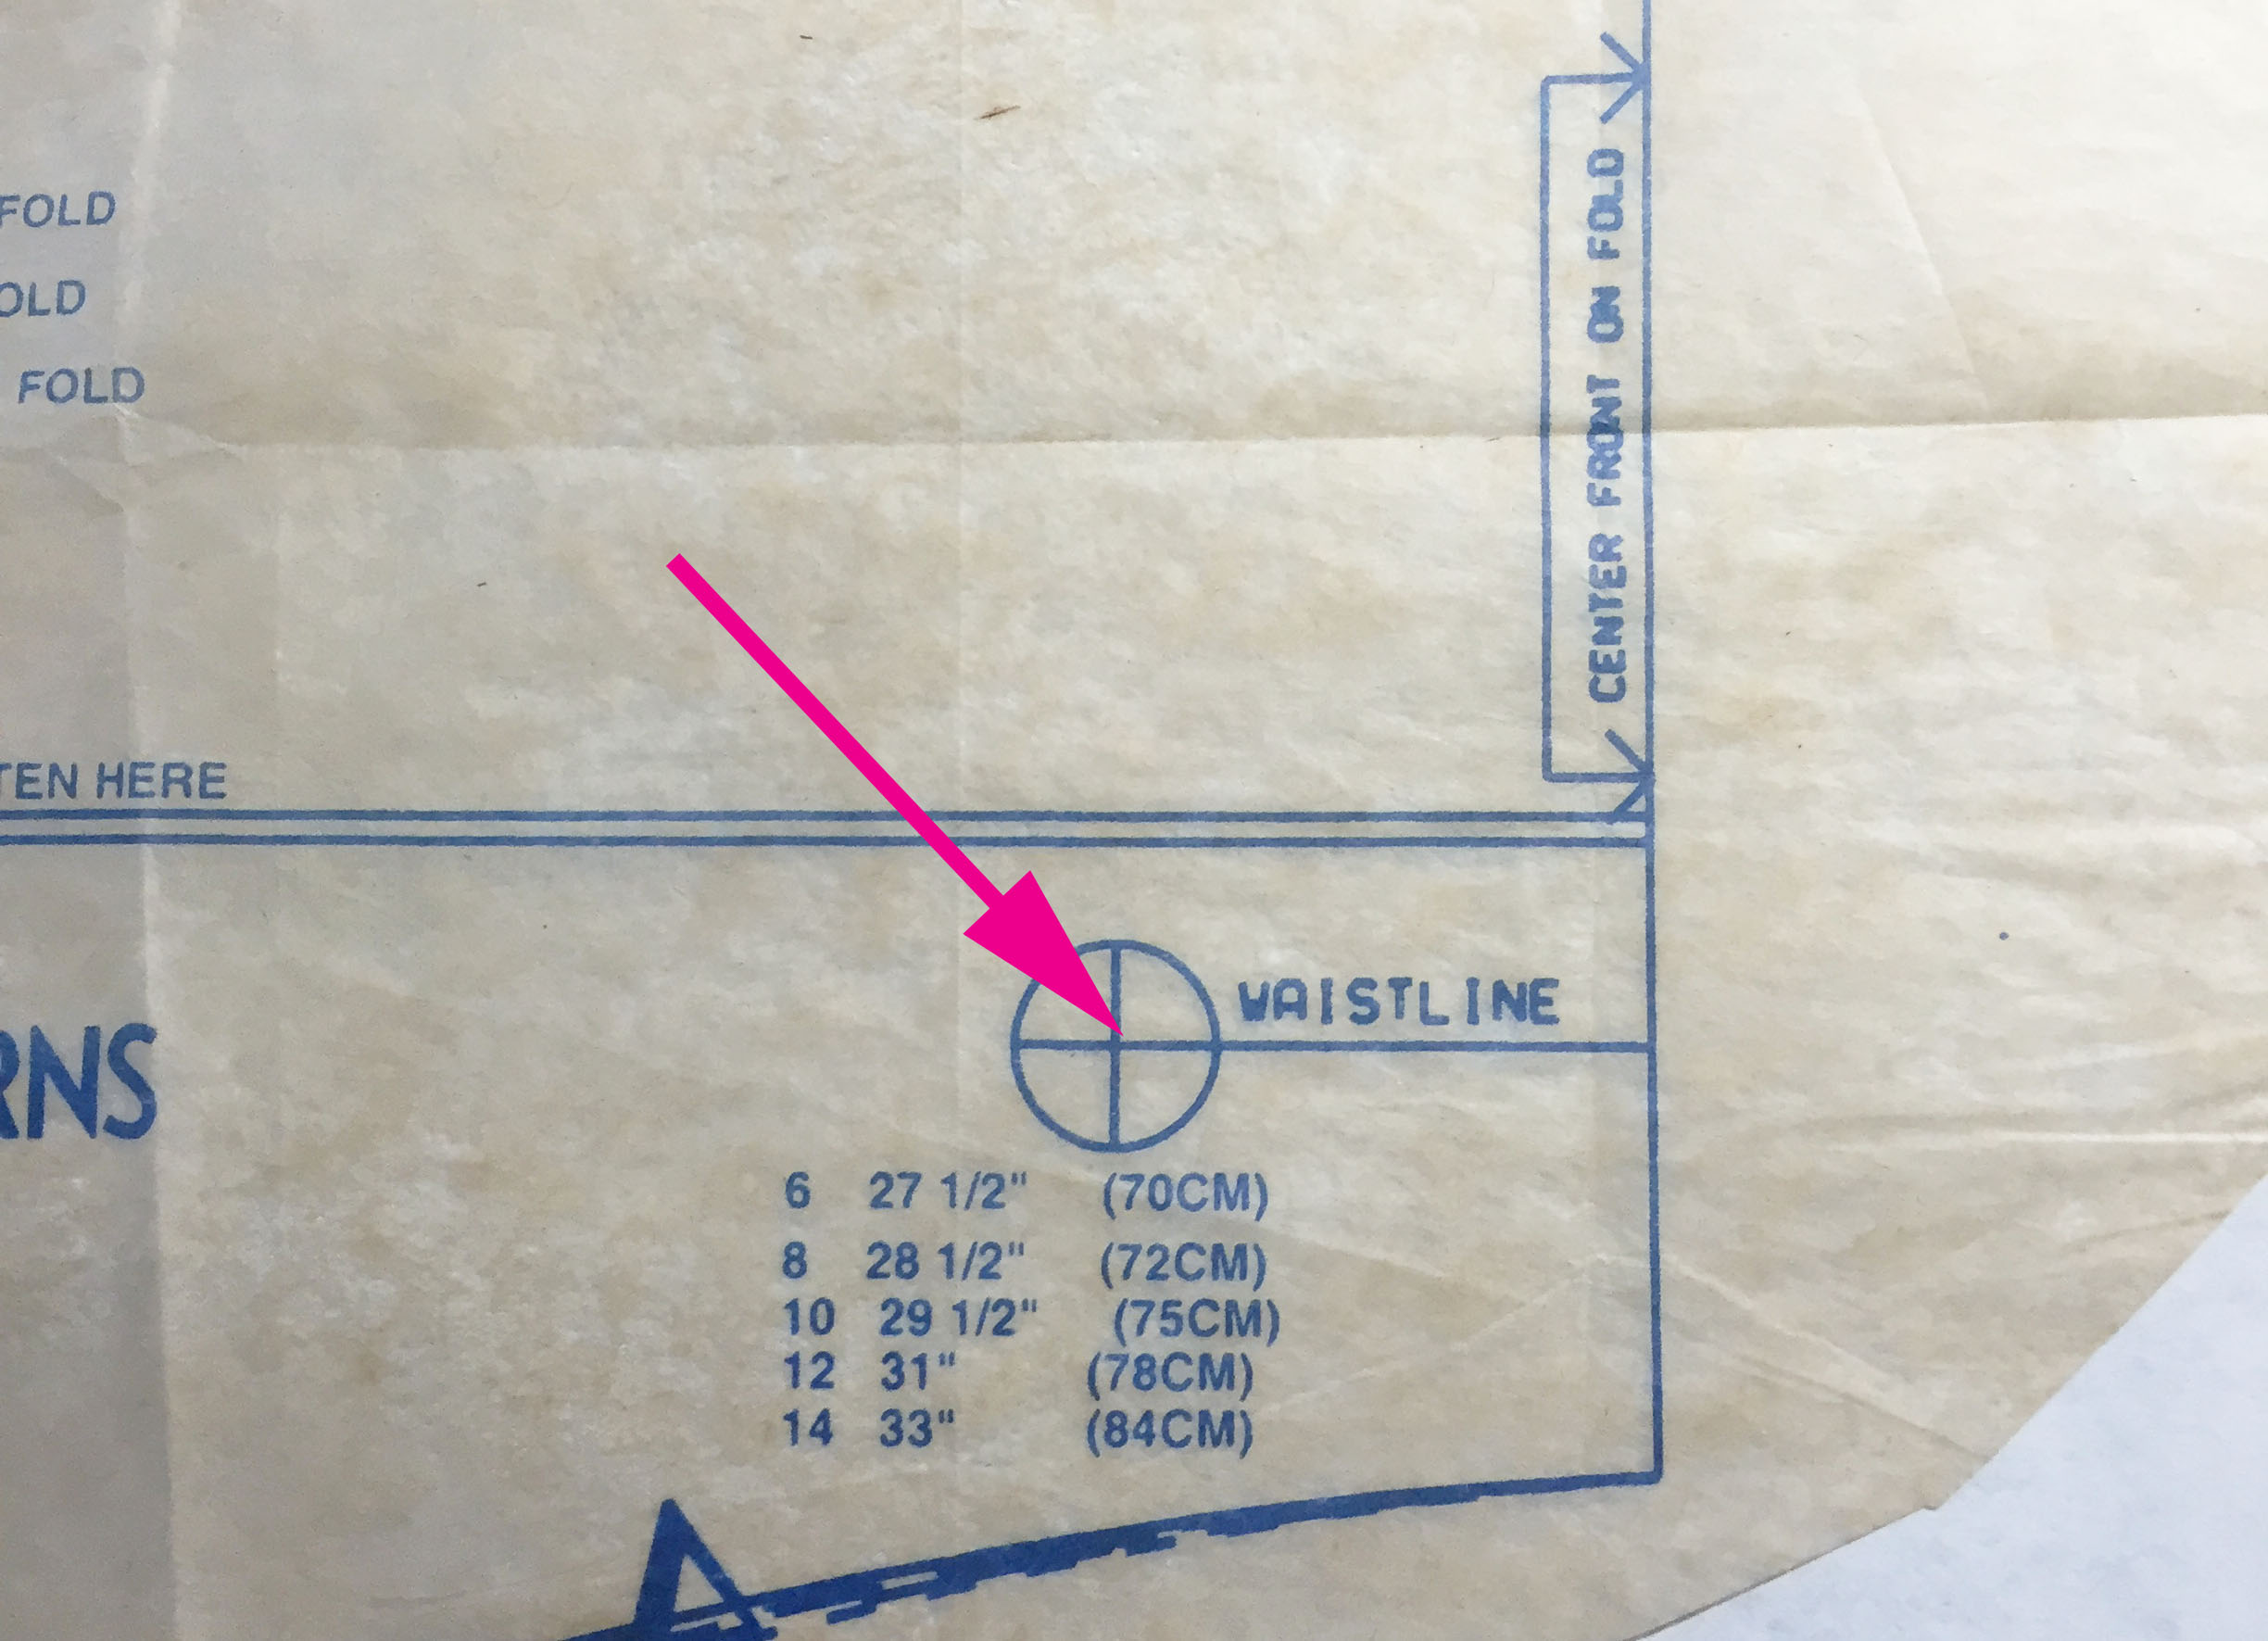 FOLD
OLD
FOLD
CENTER FRONT ON FOLD
TEN HERE
WAISTLINE
RNS
6 27 1/2" (70CM)
8 28 1/2" (72CM)
10 29 1/2" (75CM)
12 31" (78CM)
14 33" (84CM)